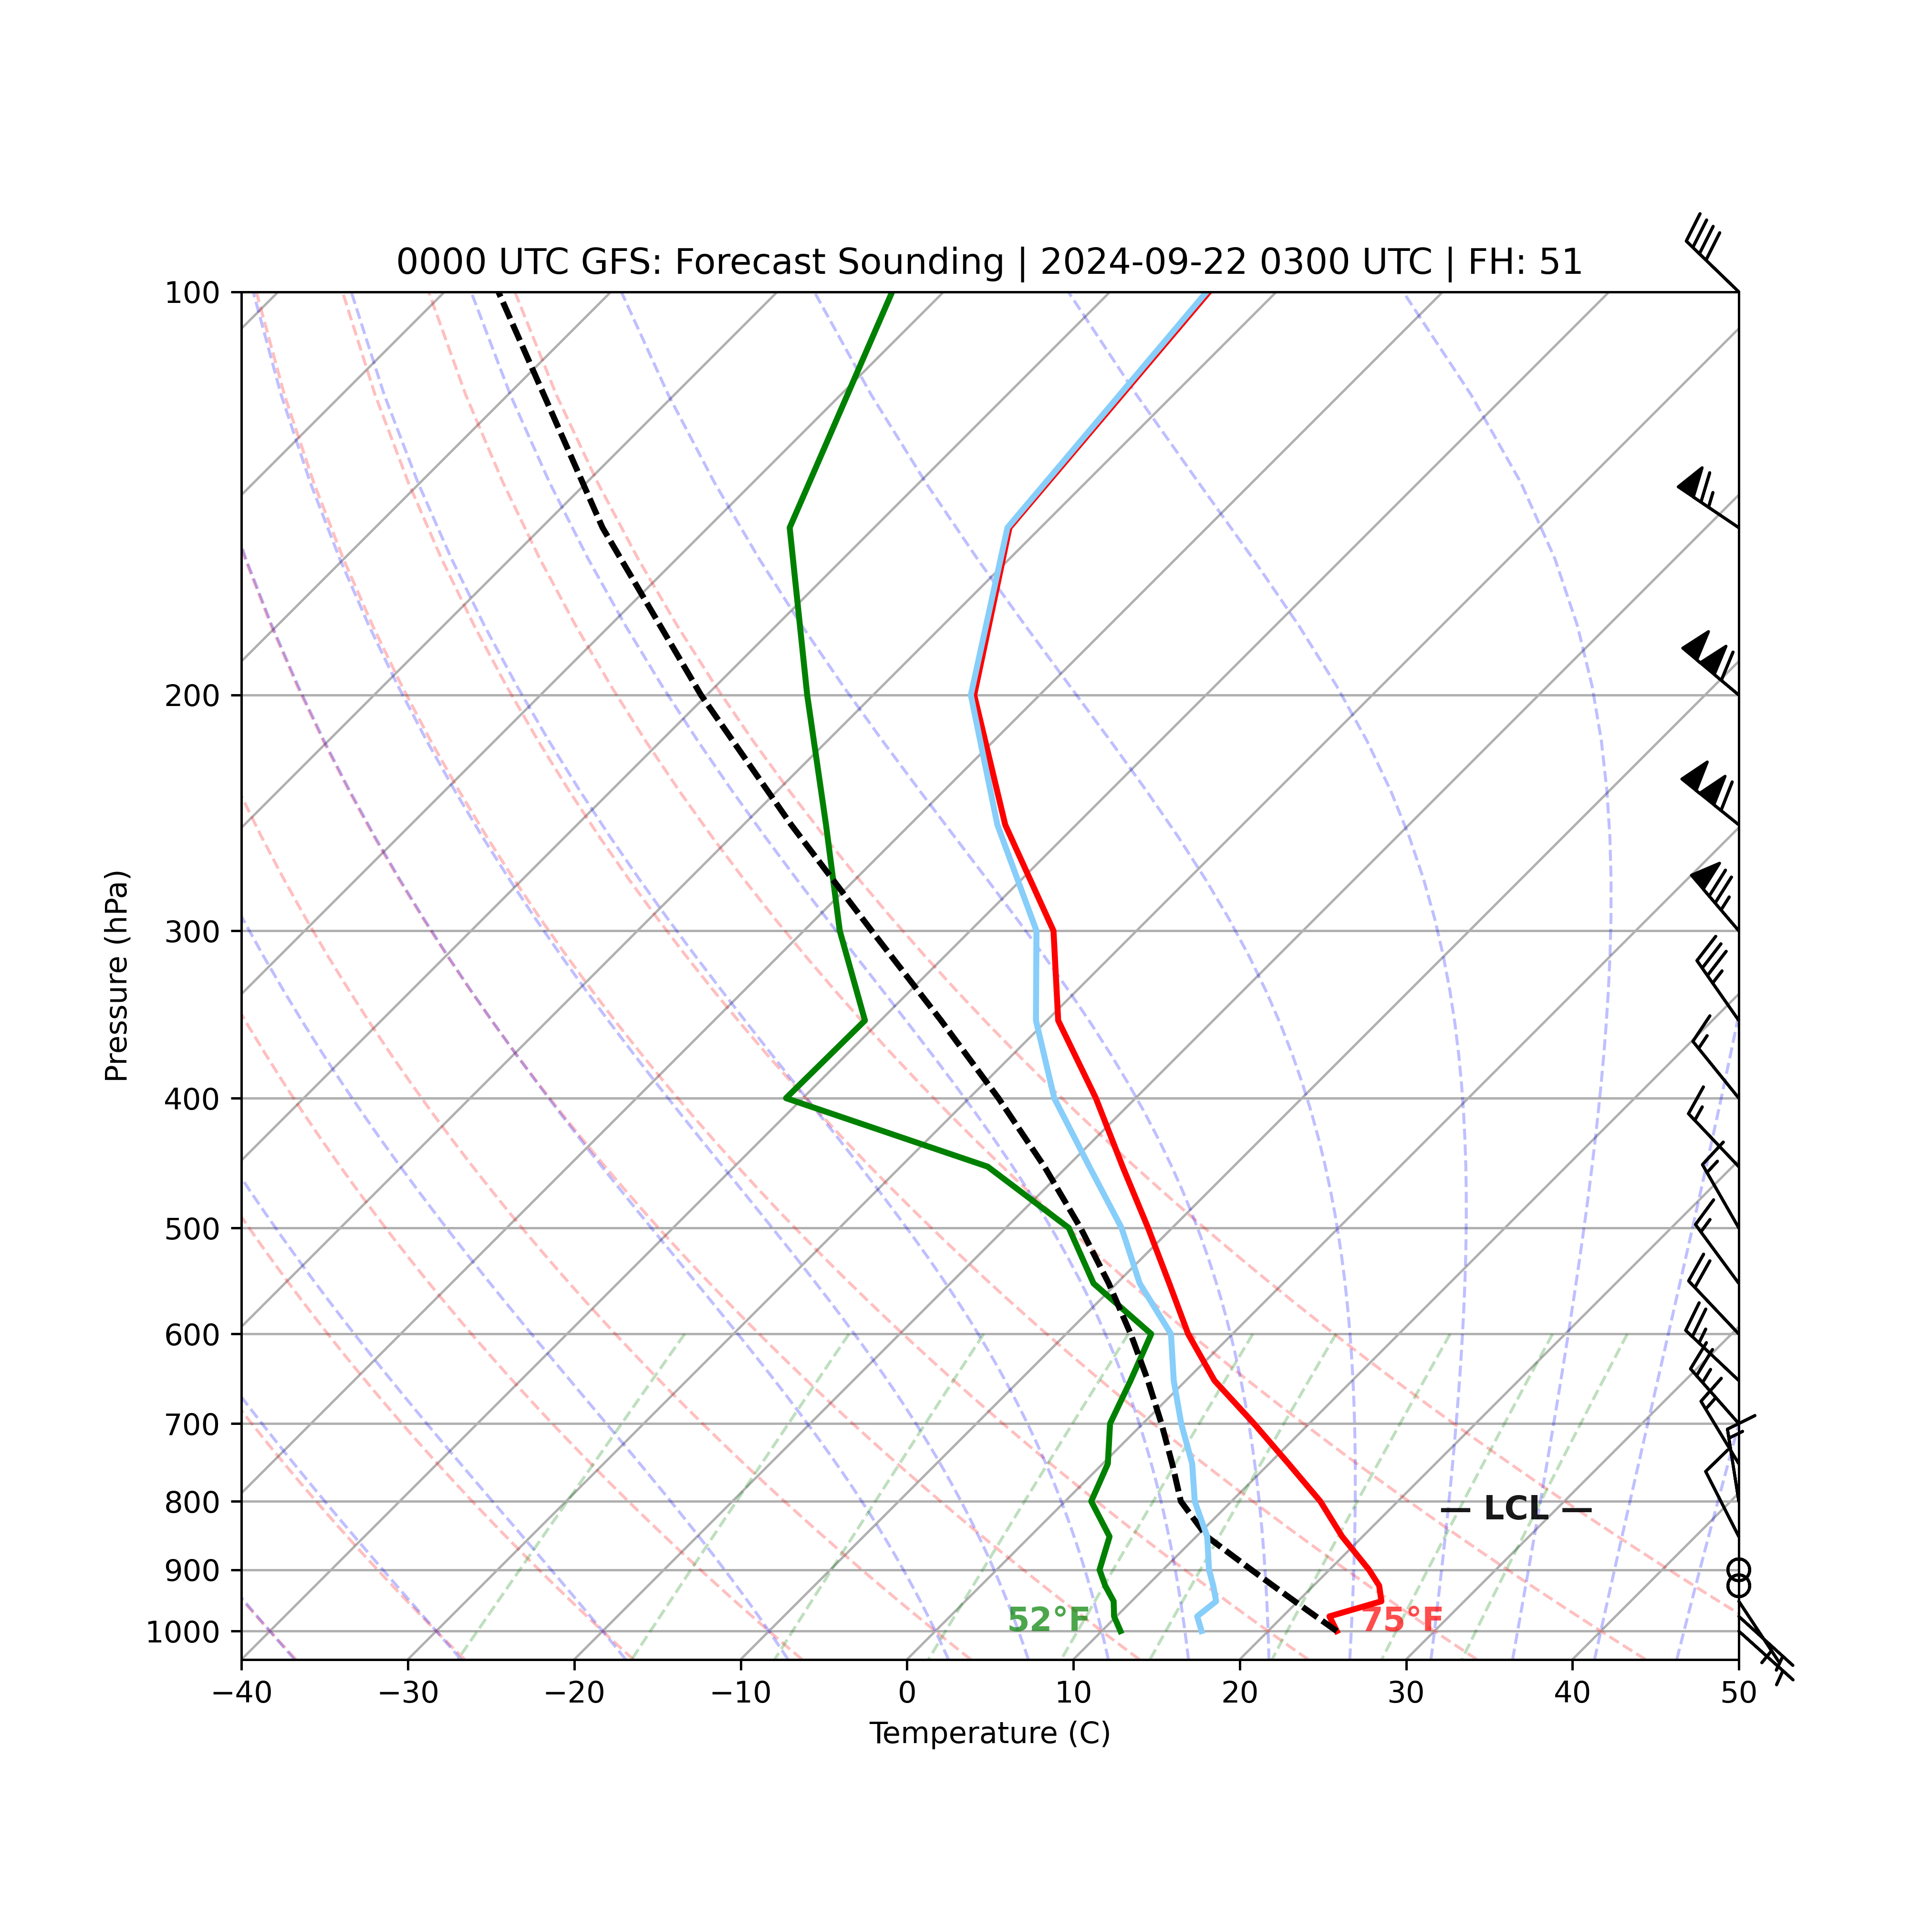 0000 UTC GFS: Forecast Sounding | 2024-09-22 0300 UTC | FH: 51
100
200
300
400
500
600
700
800
900
1000
Pressure (hPa)
— LCL —
52°F
75°F
−40 −30 −20 −10 0 10 20 30 40 50
Temperature (C)